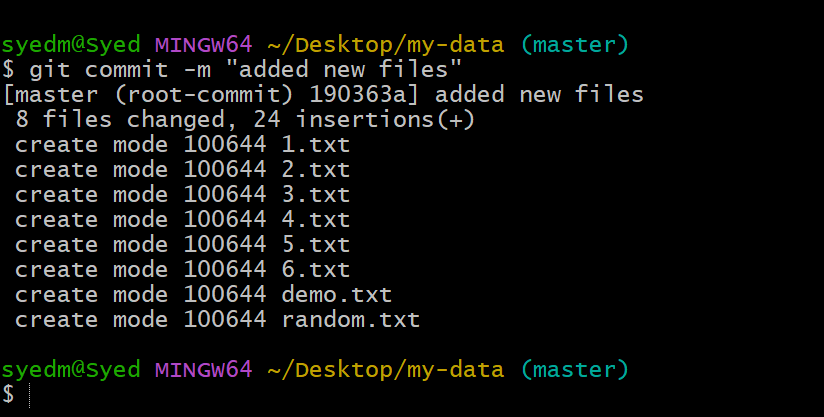 syedm@Syed MINGW64 ~/Desktop/my-data (master)
$ git commit -m "added new files"
[master (root-commit) 190363a] added new files
 8 files changed, 24 insertions(+)
 create mode 100644 1.txt
 create mode 100644 2.txt
 create mode 100644 3.txt
 create mode 100644 4.txt
 create mode 100644 5.txt
 create mode 100644 6.txt
 create mode 100644 demo.txt
 create mode 100644 random.txt
syedm@Syed MINGW64 ~/Desktop/my-data (master)
$